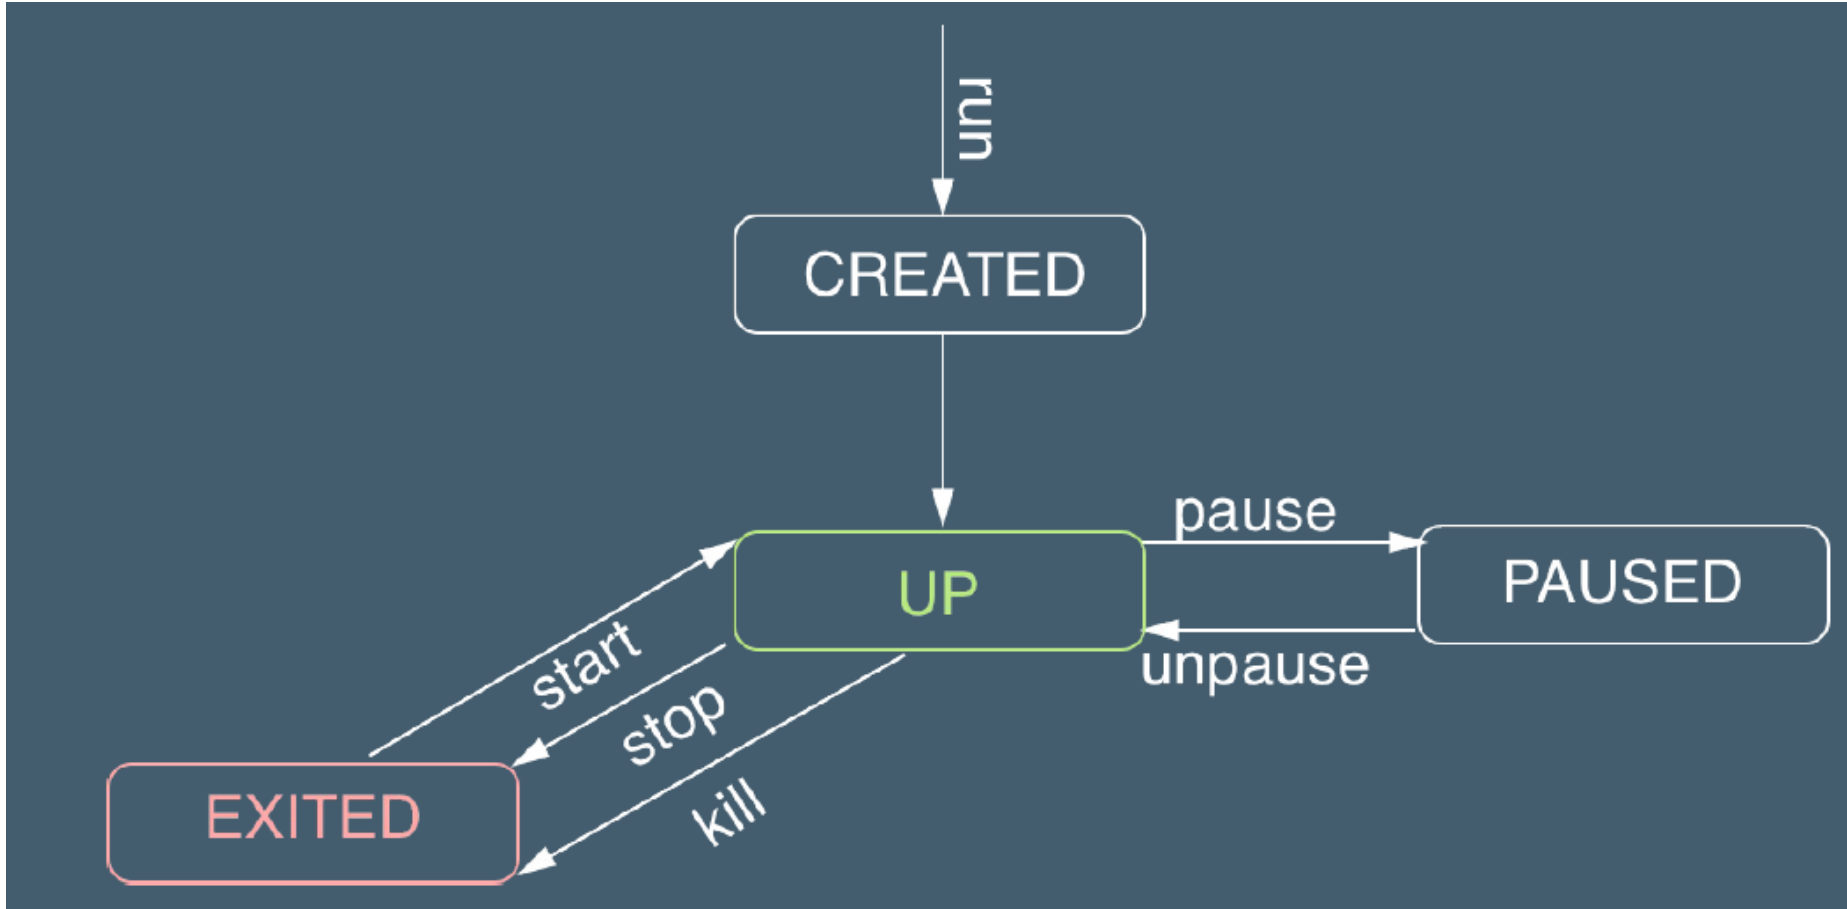 run
CREATED
pause
UP
PAUSED
unpause
start
stop
kill
EXITED